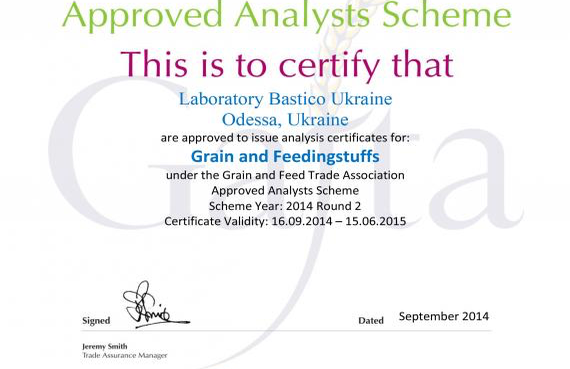 Approved Analysts Scheme
This is to certify that
Laboratory Bastico Ukraine
Odessa, Ukraine
are approved to issue analysis certificates for:
Grain and Feedingstuffs
under the Grain and Feed Trade Association
Approved Analysts Scheme
Scheme Year: 2014 Round 2
Certificate Validity: 16.09.2014 – 15.06.2015
Gafta
Signed
Dated September 2014
Jeremy Smith
Trade Assurance Manager